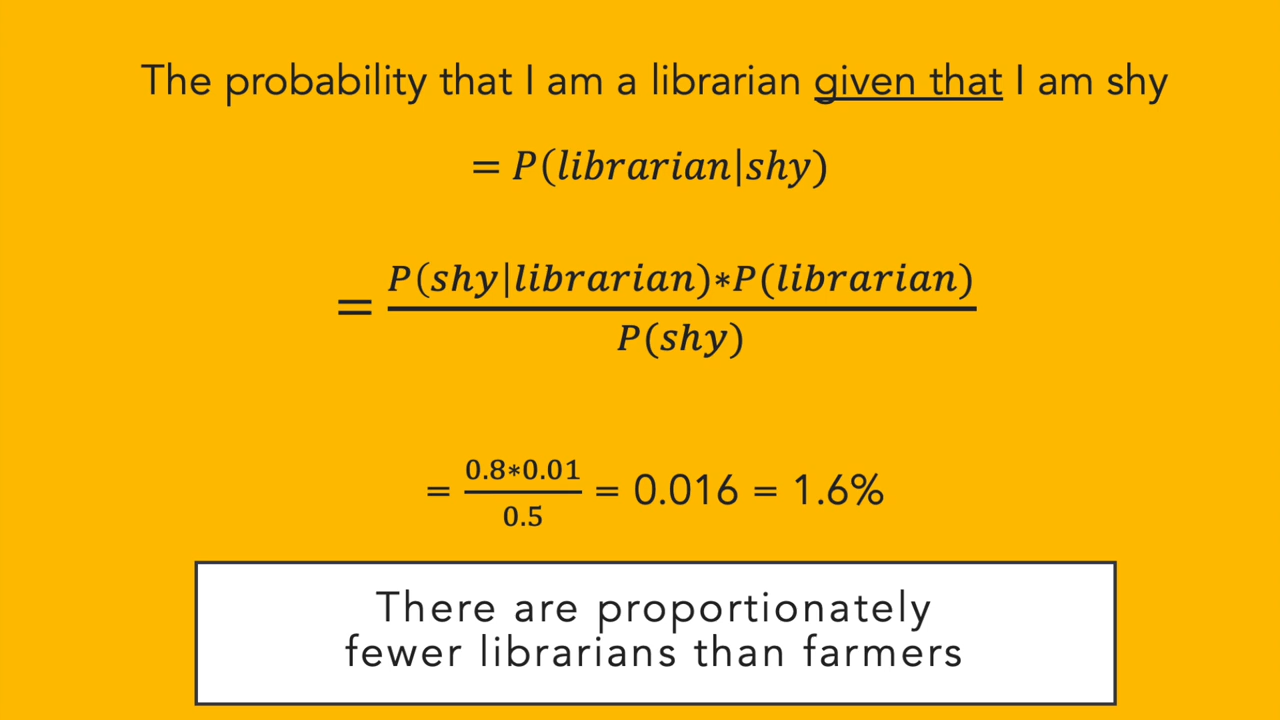 The probability that I am a librarian given that I am shy
= P(librarian|shy)
= P(shy|librarian)*P(librarian)
P(shy)
= 0.8*0.01 / 0.5 = 0.016 = 1.6%
There are proportionately
fewer librarians than farmers